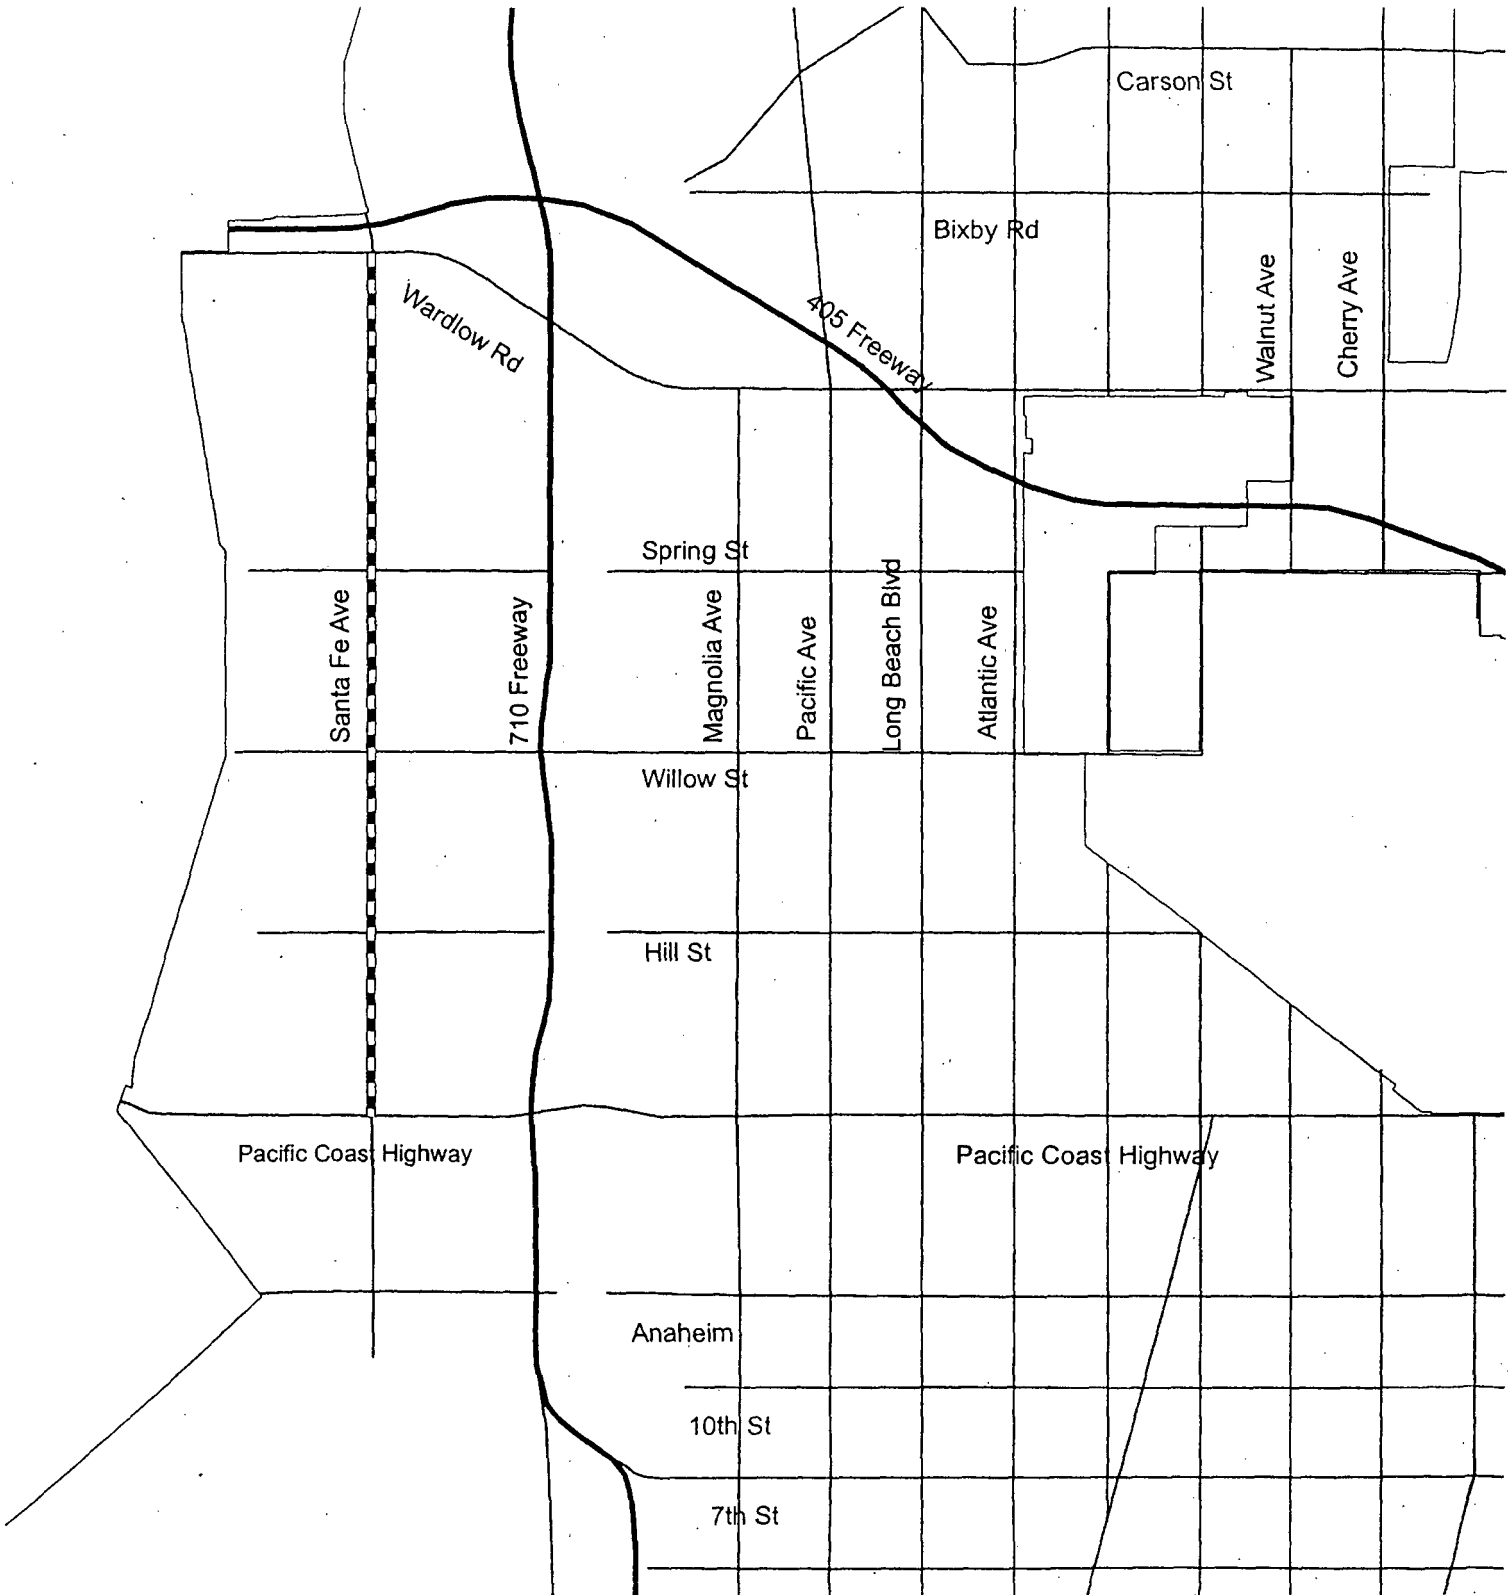 Carson St
Bixby Rd
Wardlow Rd
405 Freeway
Walnut Ave
Cherry Ave
Spring St
Santa Fe Ave
710 Freeway
Magnolia Ave
Pacific Ave
Long Beach Blvd
Atlantic Ave
Willow St
Hill St
Pacific Coast Highway
Pacific Coast Highway
Anaheim
10th St
7th St